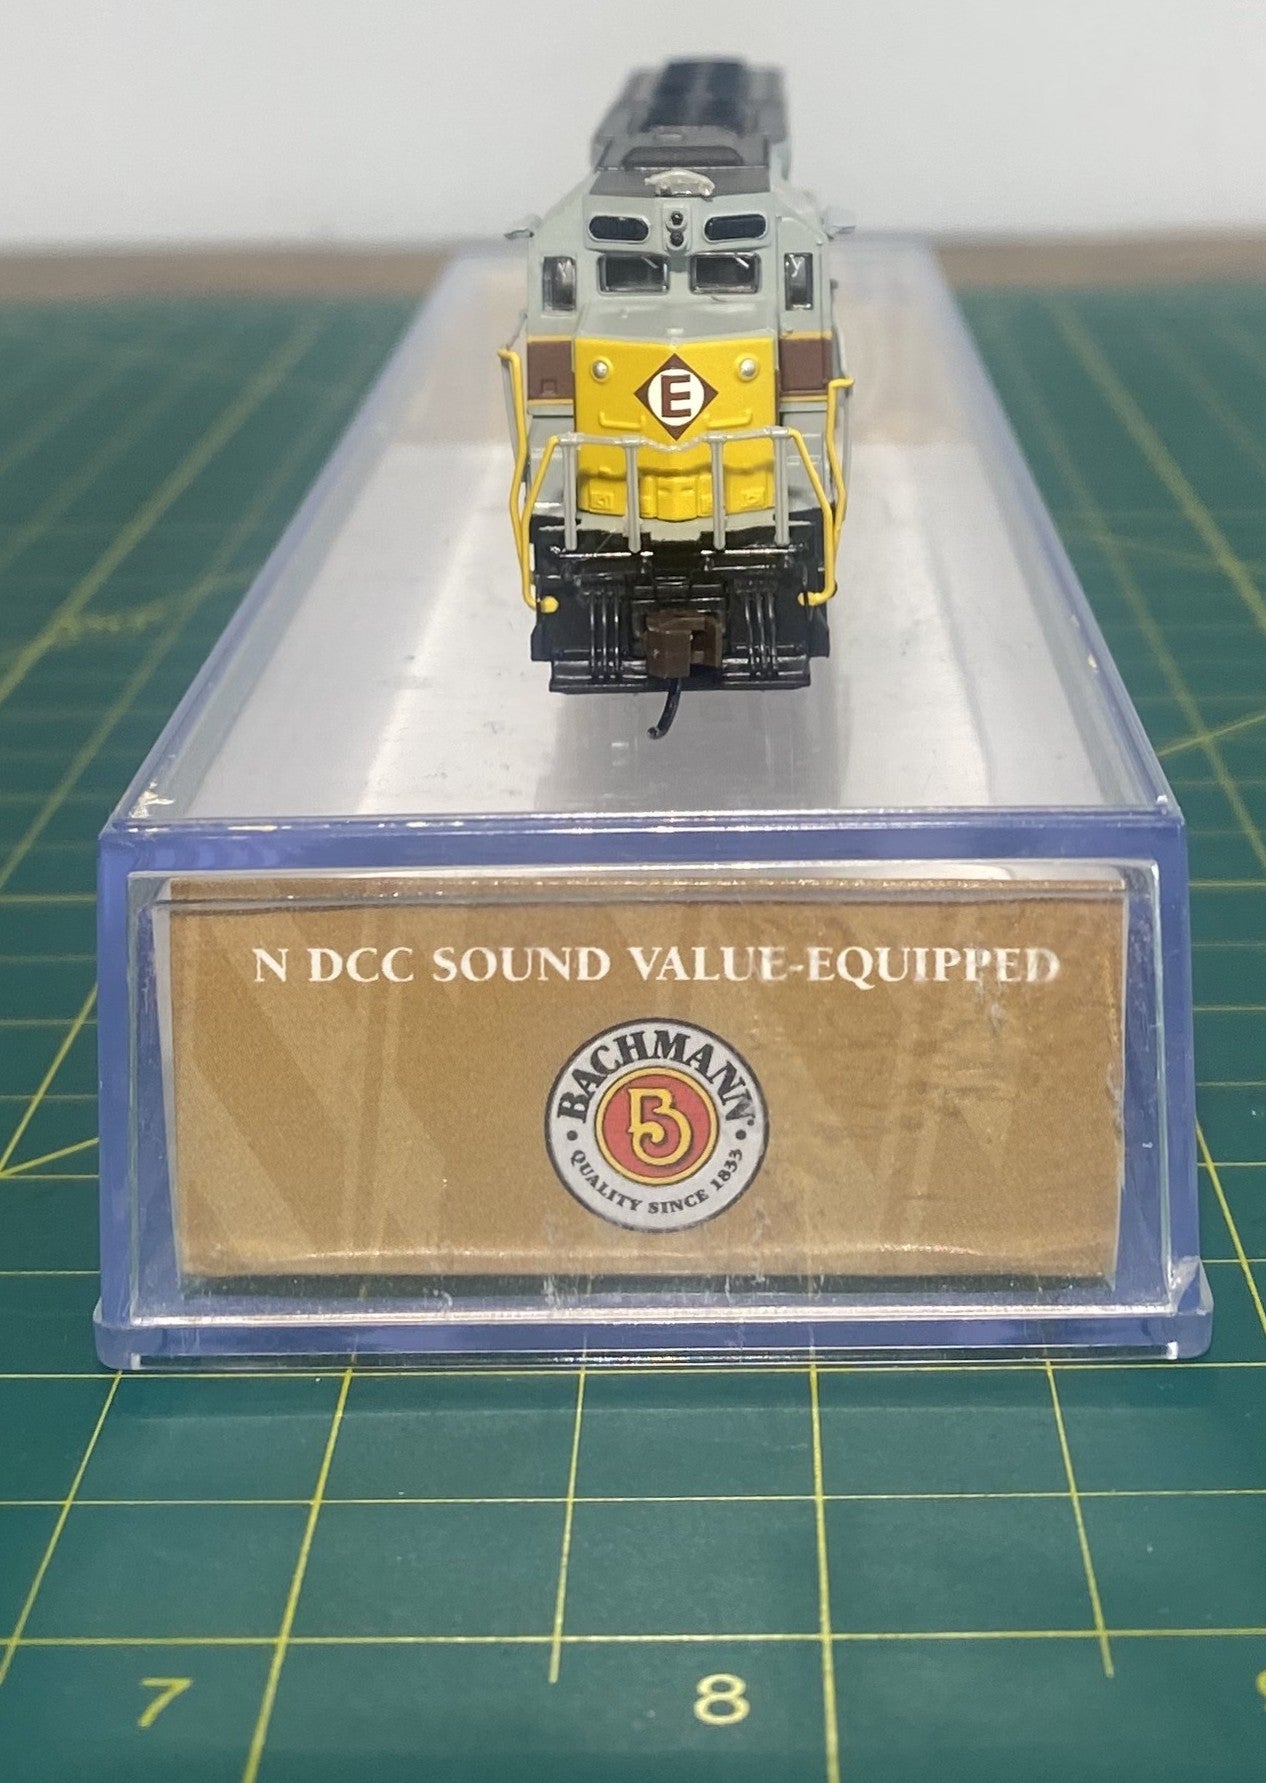 E
N DCC SOUND VALUE-EQUIPPED
BACHMANN
B
QUALITY SINCE 1833
7
8